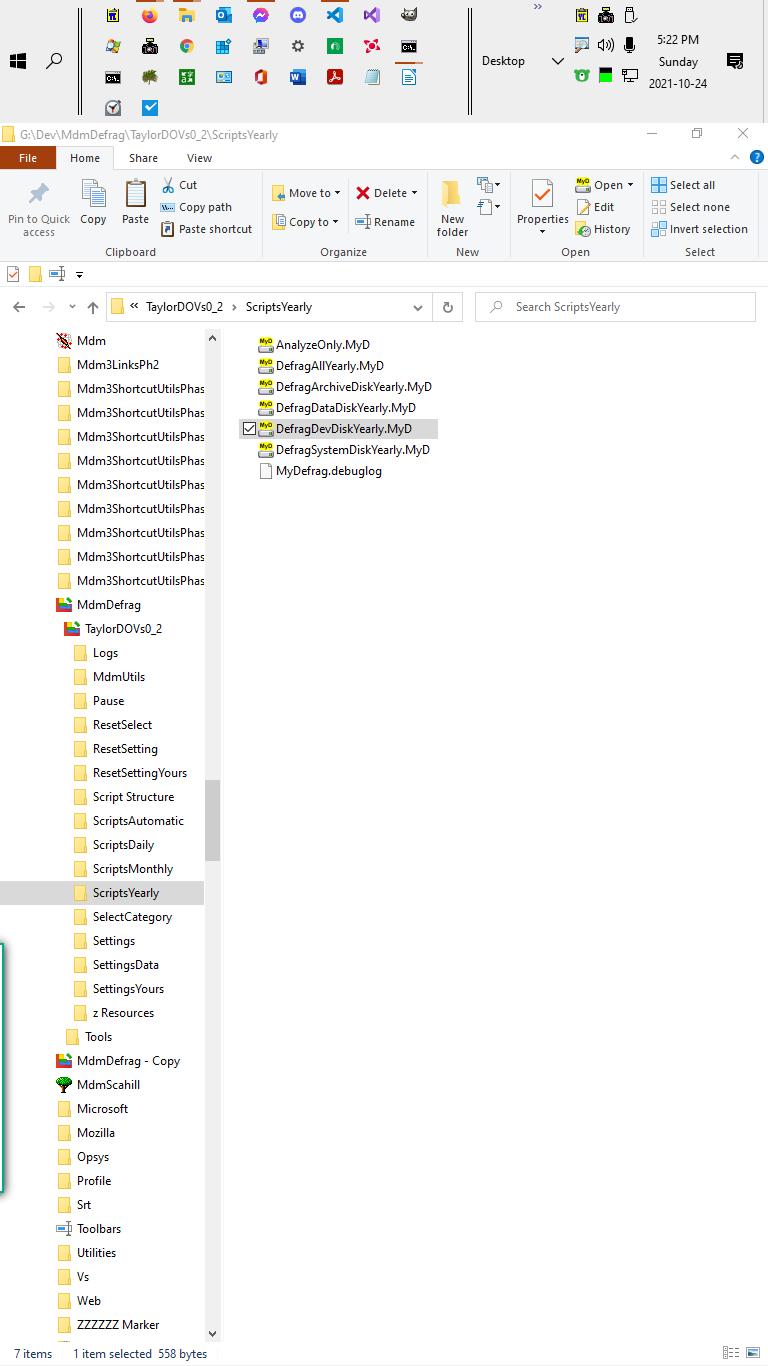 5:22 PM
Desktop
Sunday
2021-10-24
G:\Dev\MdmDefrag\TaylorDOVs0_2\ScriptsYearly
File Home Share View
Pin to Quick access
Copy
Paste
Cut
Copy path
Paste shortcut
Clipboard
Move to
Copy to
Delete
Rename
Organize
New folder
New
Properties
Open
Edit
History
Open
Select all
Select none
Invert selection
Select
« TaylorDOVs0_2 › ScriptsYearly
Search ScriptsYearly
Mdm
Mdm3LinksPh2
Mdm3ShortcutUtilsPhas
Mdm3ShortcutUtilsPhas
Mdm3ShortcutUtilsPhas
Mdm3ShortcutUtilsPhas
Mdm3ShortcutUtilsPhas
Mdm3ShortcutUtilsPhas
Mdm3ShortcutUtilsPhas
Mdm3ShortcutUtilsPhas
Mdm3ShortcutUtilsPhas
MdmDefrag
TaylorDOVs0_2
Logs
MdmUtils
Pause
ResetSelect
ResetSetting
ResetSettingYours
Script Structure
ScriptsAutomatic
ScriptsDaily
ScriptsMonthly
ScriptsYearly
SelectCategory
Settings
SettingsData
SettingsYours
z Resources
Tools
MdmDefrag - Copy
MdmScahill
Microsoft
Mozilla
Opsys
Profile
Srt
Toolbars
Utilities
Vs
Web
ZZZZZZ Marker
AnalyzeOnly.MyD
DefragAllYearly.MyD
DefragArchiveDiskYearly.MyD
DefragDataDiskYearly.MyD
DefragDevDiskYearly.MyD
DefragSystemDiskYearly.MyD
MyDefrag.debuglog
7 items 1 item selected 558 bytes